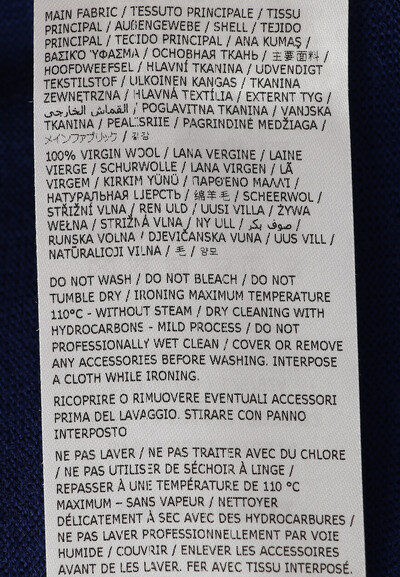 MAIN FABRIC / TESSUTO PRINCIPALE / TISSU
PRINCIPAL / AUßENGEWEBE / SHELL / TEJIDO
PRINCIPAL / TECIDO PRINCIPAL / ANA KUMAŞ /
ΒΑΣΙΚΌ ΎΦΑΣΜΑ / ОСНОВНАЯ ТКАНЬ / 主要面料 /
HOOFDWEEFSEL / HLAVNÍ TKANINA / UDVENDIGT
TEKSTILSTOF / ULKOINEN KANGAS / TKANINA
ZEWNĘTRZNA / HLAVNÁ TEXTÍLIA / EXTERNT TYG /
القماش الخارجي / POGLAVITNA TKANINA / VANJSKA
TKANINA / PEALSRIIE / PAGRINDINĖ MEDŽIAGA /
メインファブリック / 겉감
100% VIRGIN WOOL / LANA VERGINE / LAINE
VIERGE / SCHURWOLLE / LANA VIRGEN / LÃ
VIRGEM / KIRKIM YÜNÜ / ΠΑΡΘΕΝΟ ΜΑΛΛΙ /
НАТУРАЛЬНАЯ ШЕРСТЬ / 绵羊毛 / SCHEERWOL /
STŘIŽNÍ VLNA / REN ULD / UUSI VILLA / ŻYWA
WEŁNA / STRIŽNÁ VLNA / NY ULL / صوف بكر /
RUNSKA VOLNA / DJEVIČANSKA VUNA / UUS VILL /
NATŪRALIOJI VILNA / 毛 / 양모
DO NOT WASH / DO NOT BLEACH / DO NOT
TUMBLE DRY / IRONING MAXIMUM TEMPERATURE
110°C - WITHOUT STEAM / DRY CLEANING WITH
HYDROCARBONS - MILD PROCESS / DO NOT
PROFESSIONALLY WET CLEAN / COVER OR REMOVE
ANY ACCESSORIES BEFORE WASHING. INTERPOSE
A CLOTH WHILE IRONING.
RICOPRIRE O RIMUOVERE EVENTUALI ACCESSORI
PRIMA DEL LAVAGGIO. STIRARE CON PANNO
INTERPOSTO
NE PAS LAVER / NE PAS TRAITER AVEC DU CHLORE
/ NE PAS UTILISER DE SÉCHOIR À LINGE /
REPASSER À UNE TEMPÉRATURE DE 110 °C
MAXIMUM – SANS VAPEUR / NETTOYER
DÉLICATEMENT À SEC AVEC DES HYDROCARBURES /
NE PAS LAVER PROFESSIONNELLEMENT PAR VOIE
HUMIDE / COUVRIR / ENLEVER LES ACCESSOIRES
AVANT DE LES LAVER. FER AVEC TISSU INTERPOSÉ.